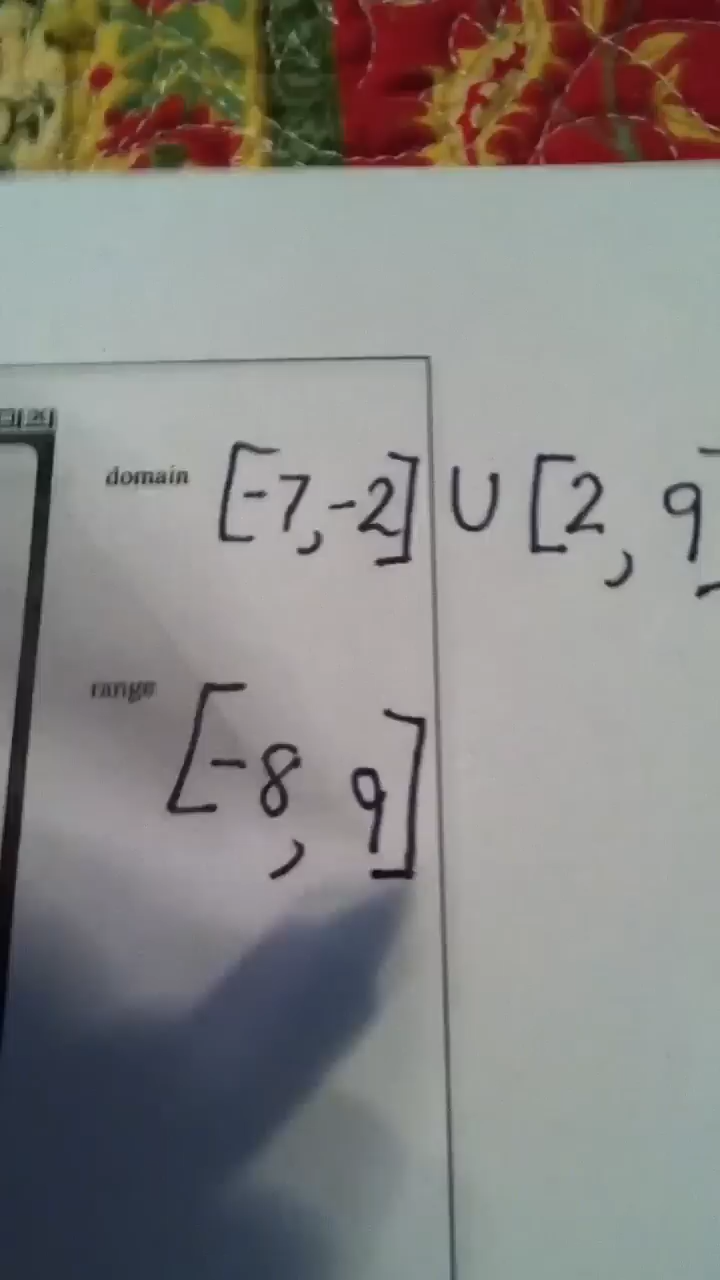 domain [-7,-2] ∪ [2, 9]
range [-8, 9]